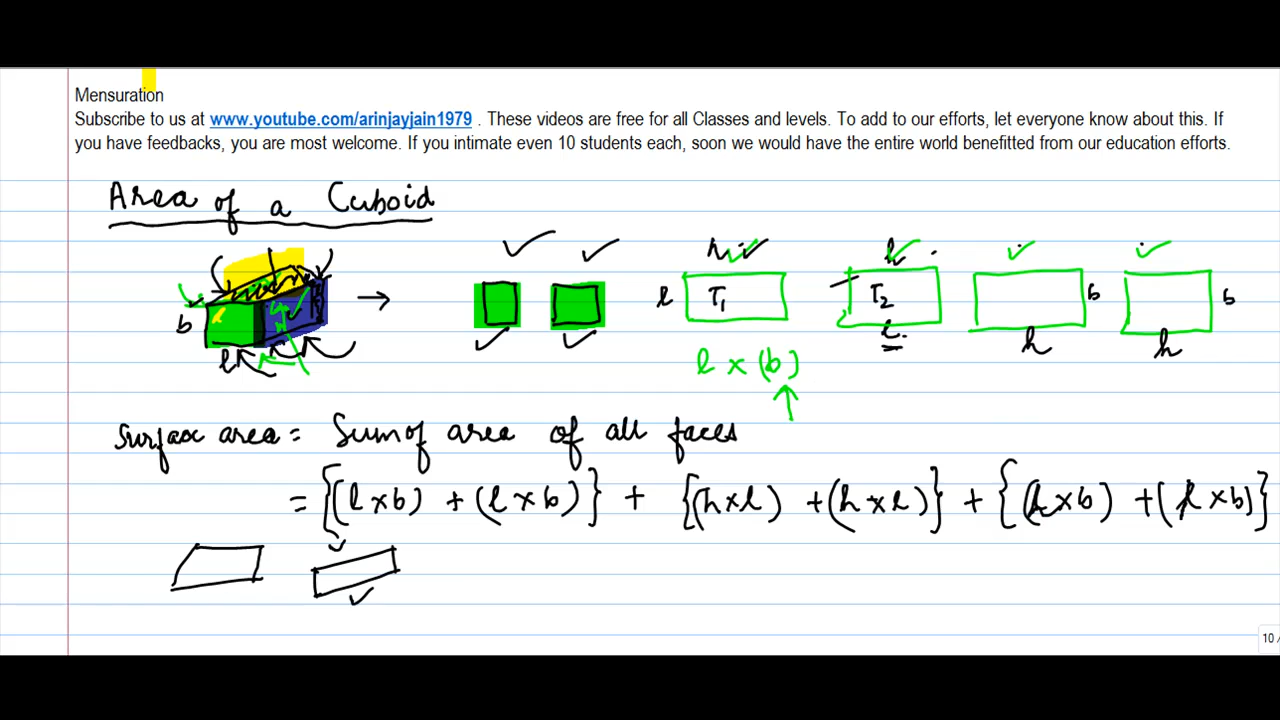 Mensuration
Subscribe to us at www.youtube.com/arinjayjain1979 . These videos are free for all Classes and levels. To add to our efforts, let everyone know about this. If
you have feedbacks, you are most welcome. If you intimate even 10 students each, soon we would have the entire world benefitted from our education efforts.
Area of a Cuboid
h h
b l T1 T2 b b
l l h h
l × (b)
Surface area = Sum of area of all faces
= {(l × b) + (l × b)} + {(h × l) + (h × l)} + {(h × b) + (h × b)}
10 /